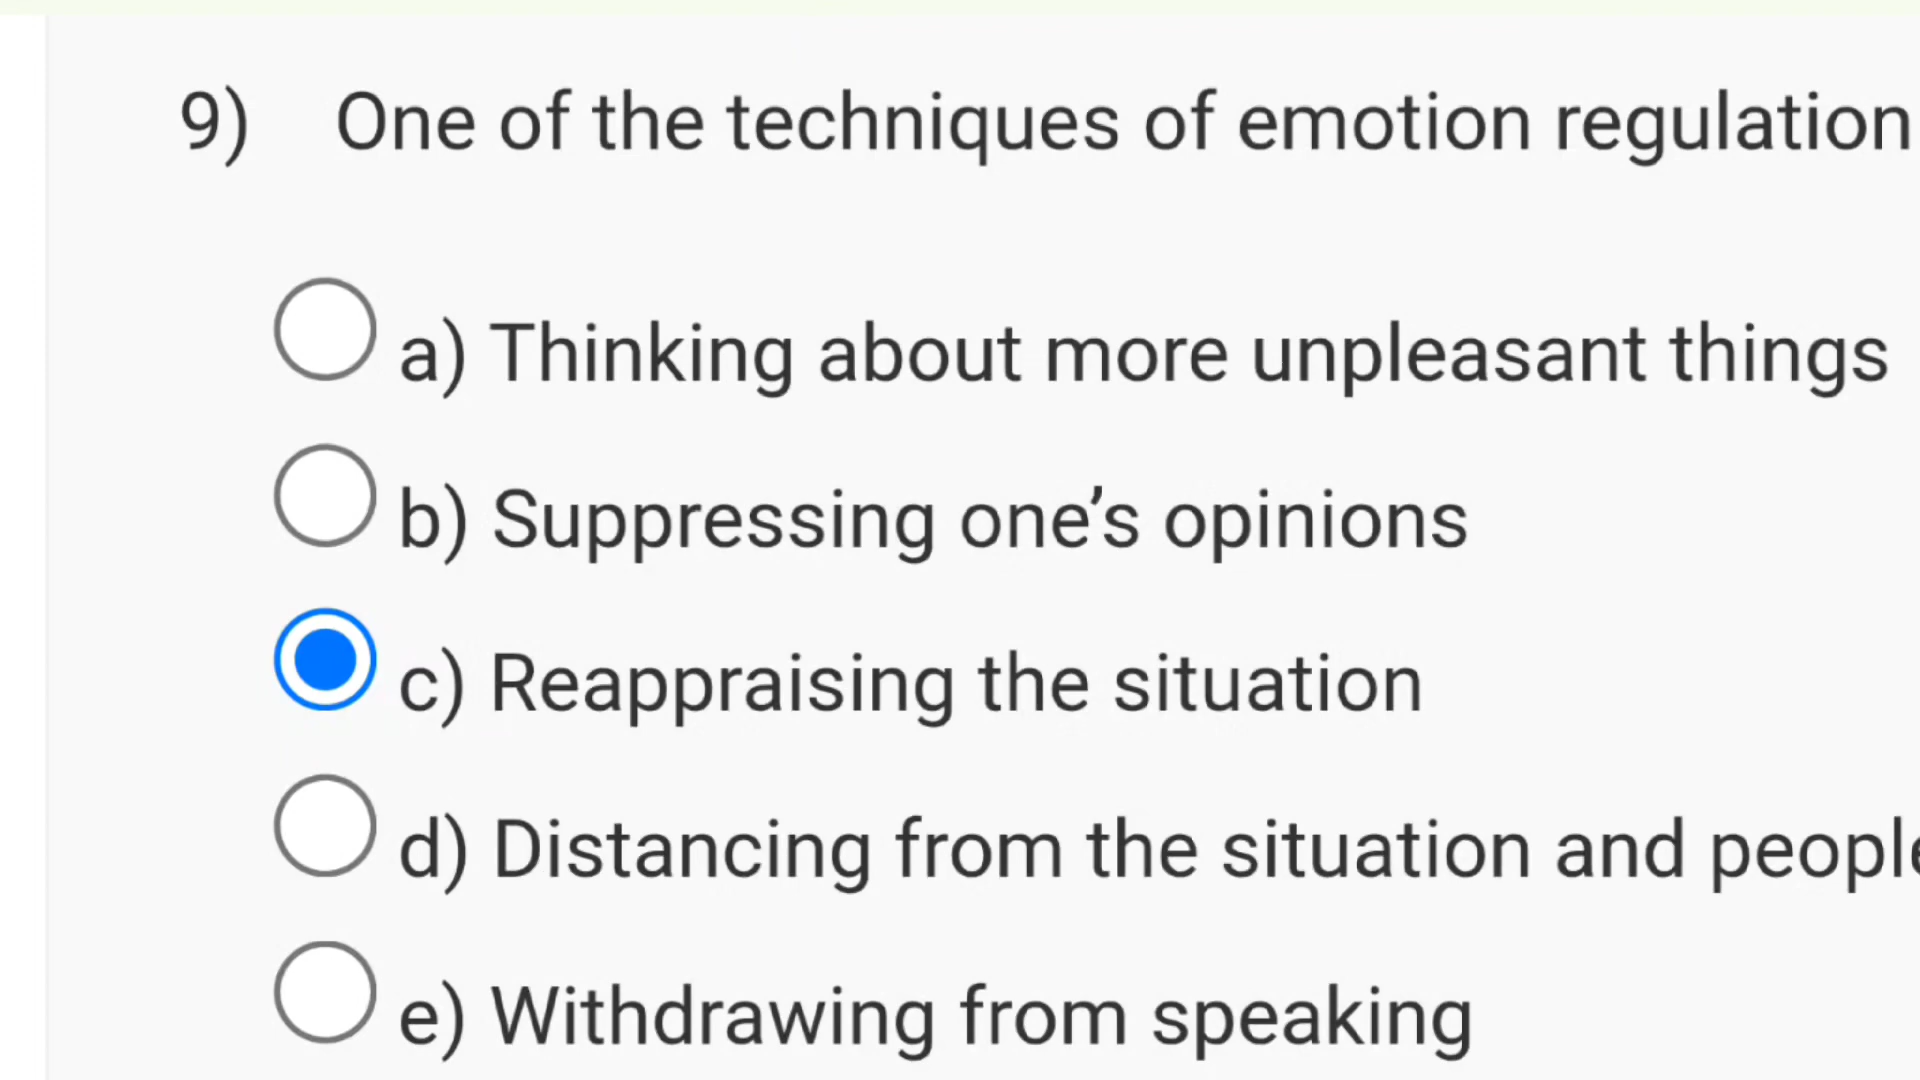 9) One of the techniques of emotion regulation
a) Thinking about more unpleasant things
b) Suppressing one’s opinions
c) Reappraising the situation
d) Distancing from the situation and people
e) Withdrawing from speaking